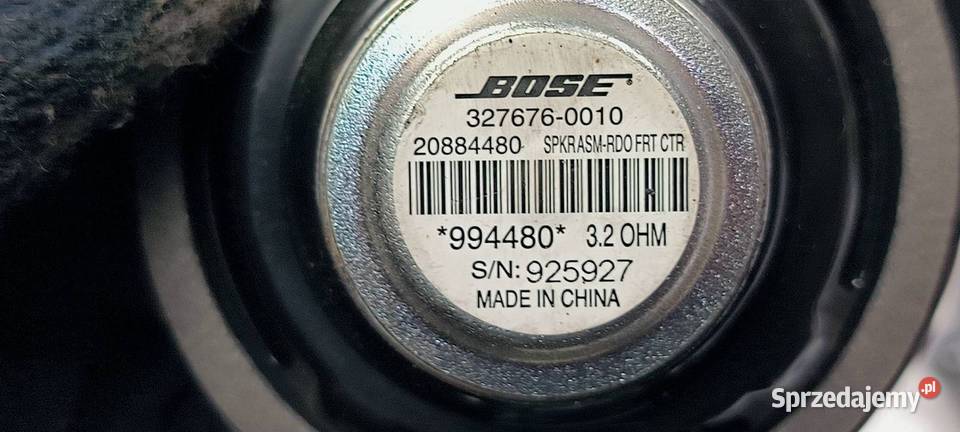 BOSE®
327676-0010
20884480 SPKRASM-RDO FRT CTR
*994480* 3.2 OHM
S/N: 925927
MADE IN CHINA
Sprzedajemy.pl